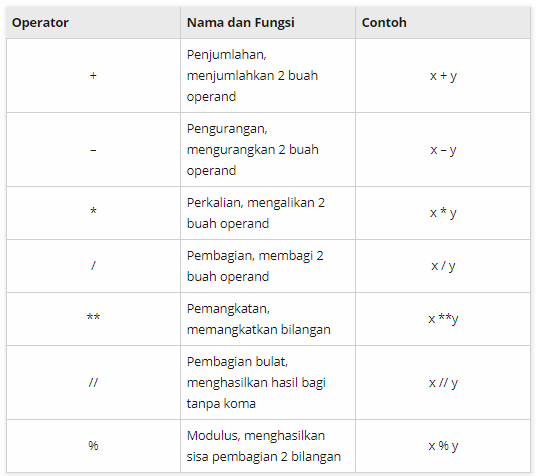 Operator Nama dan Fungsi Contoh
Penjumlahan,
+ menjumlahkan 2 buah x + y
operand
Pengurangan,
– mengurangkan 2 buah x – y
operand
* Perkalian, mengalikan 2 x * y
buah operand
/ Pembagian, membagi 2 x / y
buah operand
** Pemangkatan, x **y
memangkatkan bilangan
Pembagian bulat,
// menghasilkan hasil bagi x // y
tanpa koma
% Modulus, menghasilkan x % y
sisa pembagian 2 bilangan